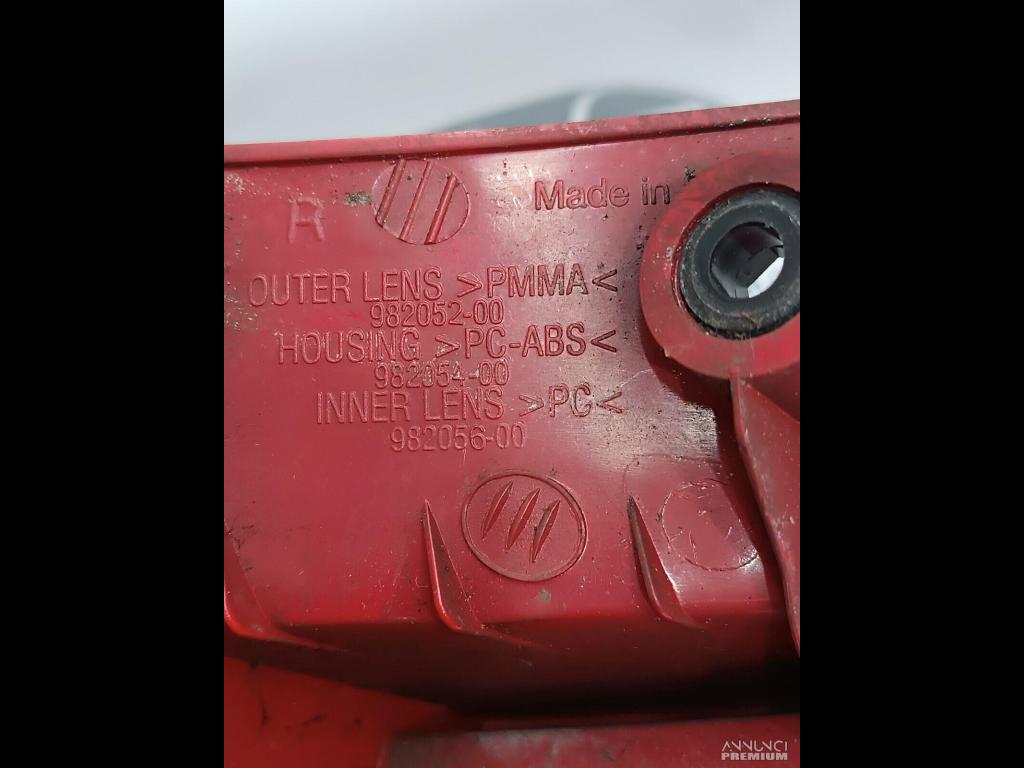 Made in
R
OUTER LENS >PMMA<
982052-00
HOUSING >PC-ABS<
982054-00
INNER LENS >PC<
982056-00
ANNUNCI
PREMIUM